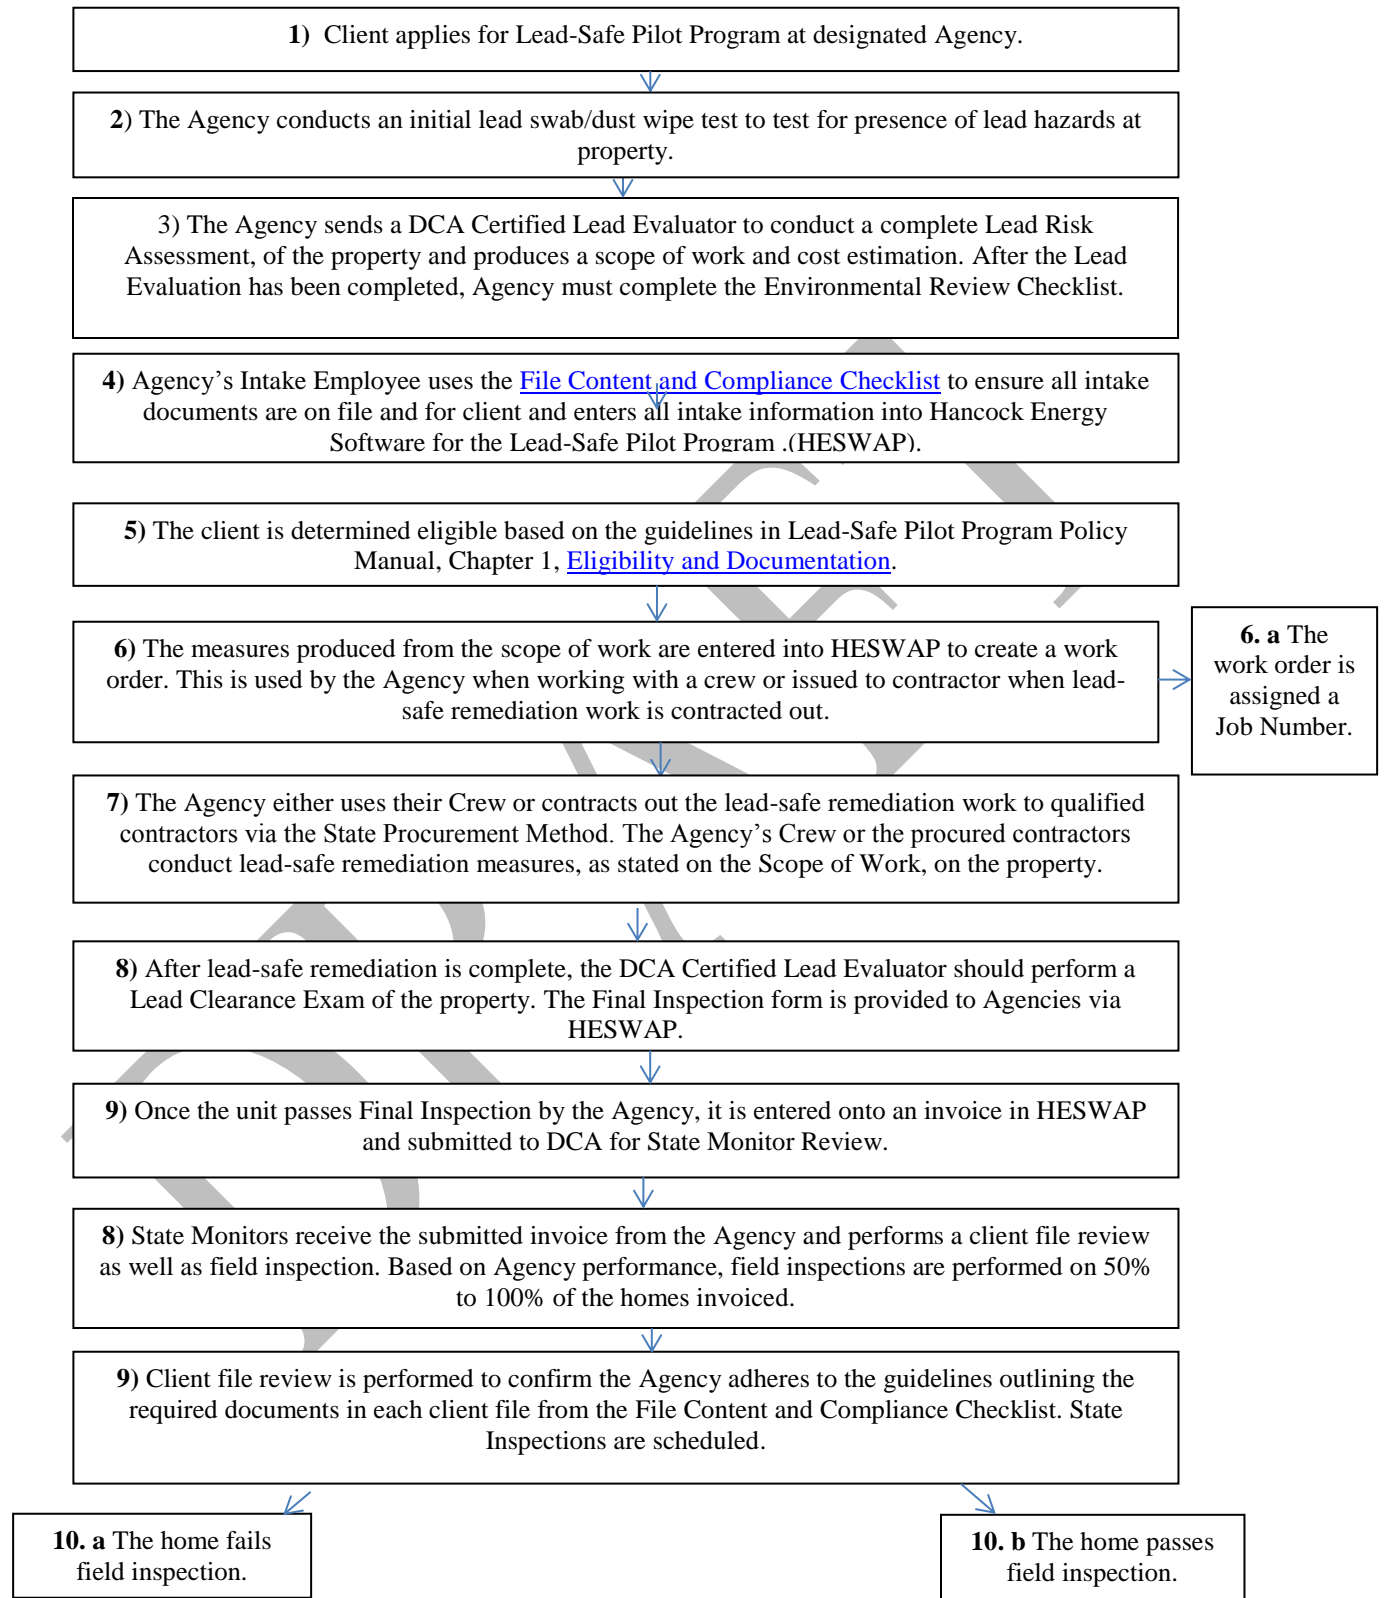 1) Client applies for Lead-Safe Pilot Program at designated Agency.
2) The Agency conducts an initial lead swab/dust wipe test to test for presence of lead hazards at
property.
3) The Agency sends a DCA Certified Lead Evaluator to conduct a complete Lead Risk
Assessment, of the property and produces a scope of work and cost estimation. After the Lead
Evaluation has been completed, Agency must complete the Environmental Review Checklist.
4) Agency’s Intake Employee uses the File Content and Compliance Checklist to ensure all intake
documents are on file and for client and enters all intake information into Hancock Energy
Software for the Lead-Safe Pilot Program .(HESWAP).
5) The client is determined eligible based on the guidelines in Lead-Safe Pilot Program Policy
Manual, Chapter 1, Eligibility and Documentation.
6) The measures produced from the scope of work are entered into HESWAP to create a work
order. This is used by the Agency when working with a crew or issued to contractor when lead-
safe remediation work is contracted out.
6. a The
work order is
assigned a
Job Number.
7) The Agency either uses their Crew or contracts out the lead-safe remediation work to qualified
contractors via the State Procurement Method. The Agency’s Crew or the procured contractors
conduct lead-safe remediation measures, as stated on the Scope of Work, on the property.
8) After lead-safe remediation is complete, the DCA Certified Lead Evaluator should perform a
Lead Clearance Exam of the property. The Final Inspection form is provided to Agencies via
HESWAP.
9) Once the unit passes Final Inspection by the Agency, it is entered onto an invoice in HESWAP
and submitted to DCA for State Monitor Review.
8) State Monitors receive the submitted invoice from the Agency and performs a client file review
as well as field inspection. Based on Agency performance, field inspections are performed on 50%
to 100% of the homes invoiced.
9) Client file review is performed to confirm the Agency adheres to the guidelines outlining the
required documents in each client file from the File Content and Compliance Checklist. State
Inspections are scheduled.
10. a The home fails
field inspection.
10. b The home passes
field inspection.
DRAFT